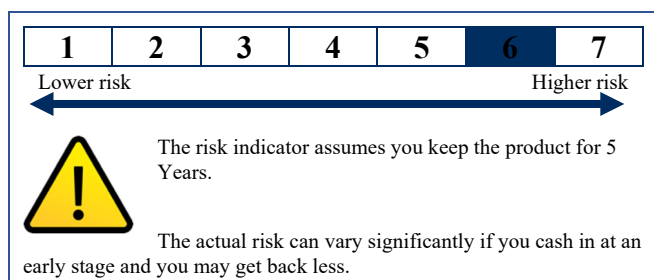 1 2 3 4 5 6 7
Lower risk Higher risk
The risk indicator assumes you keep the product for 5
Years.
The actual risk can vary significantly if you cash in at an
early stage and you may get back less.